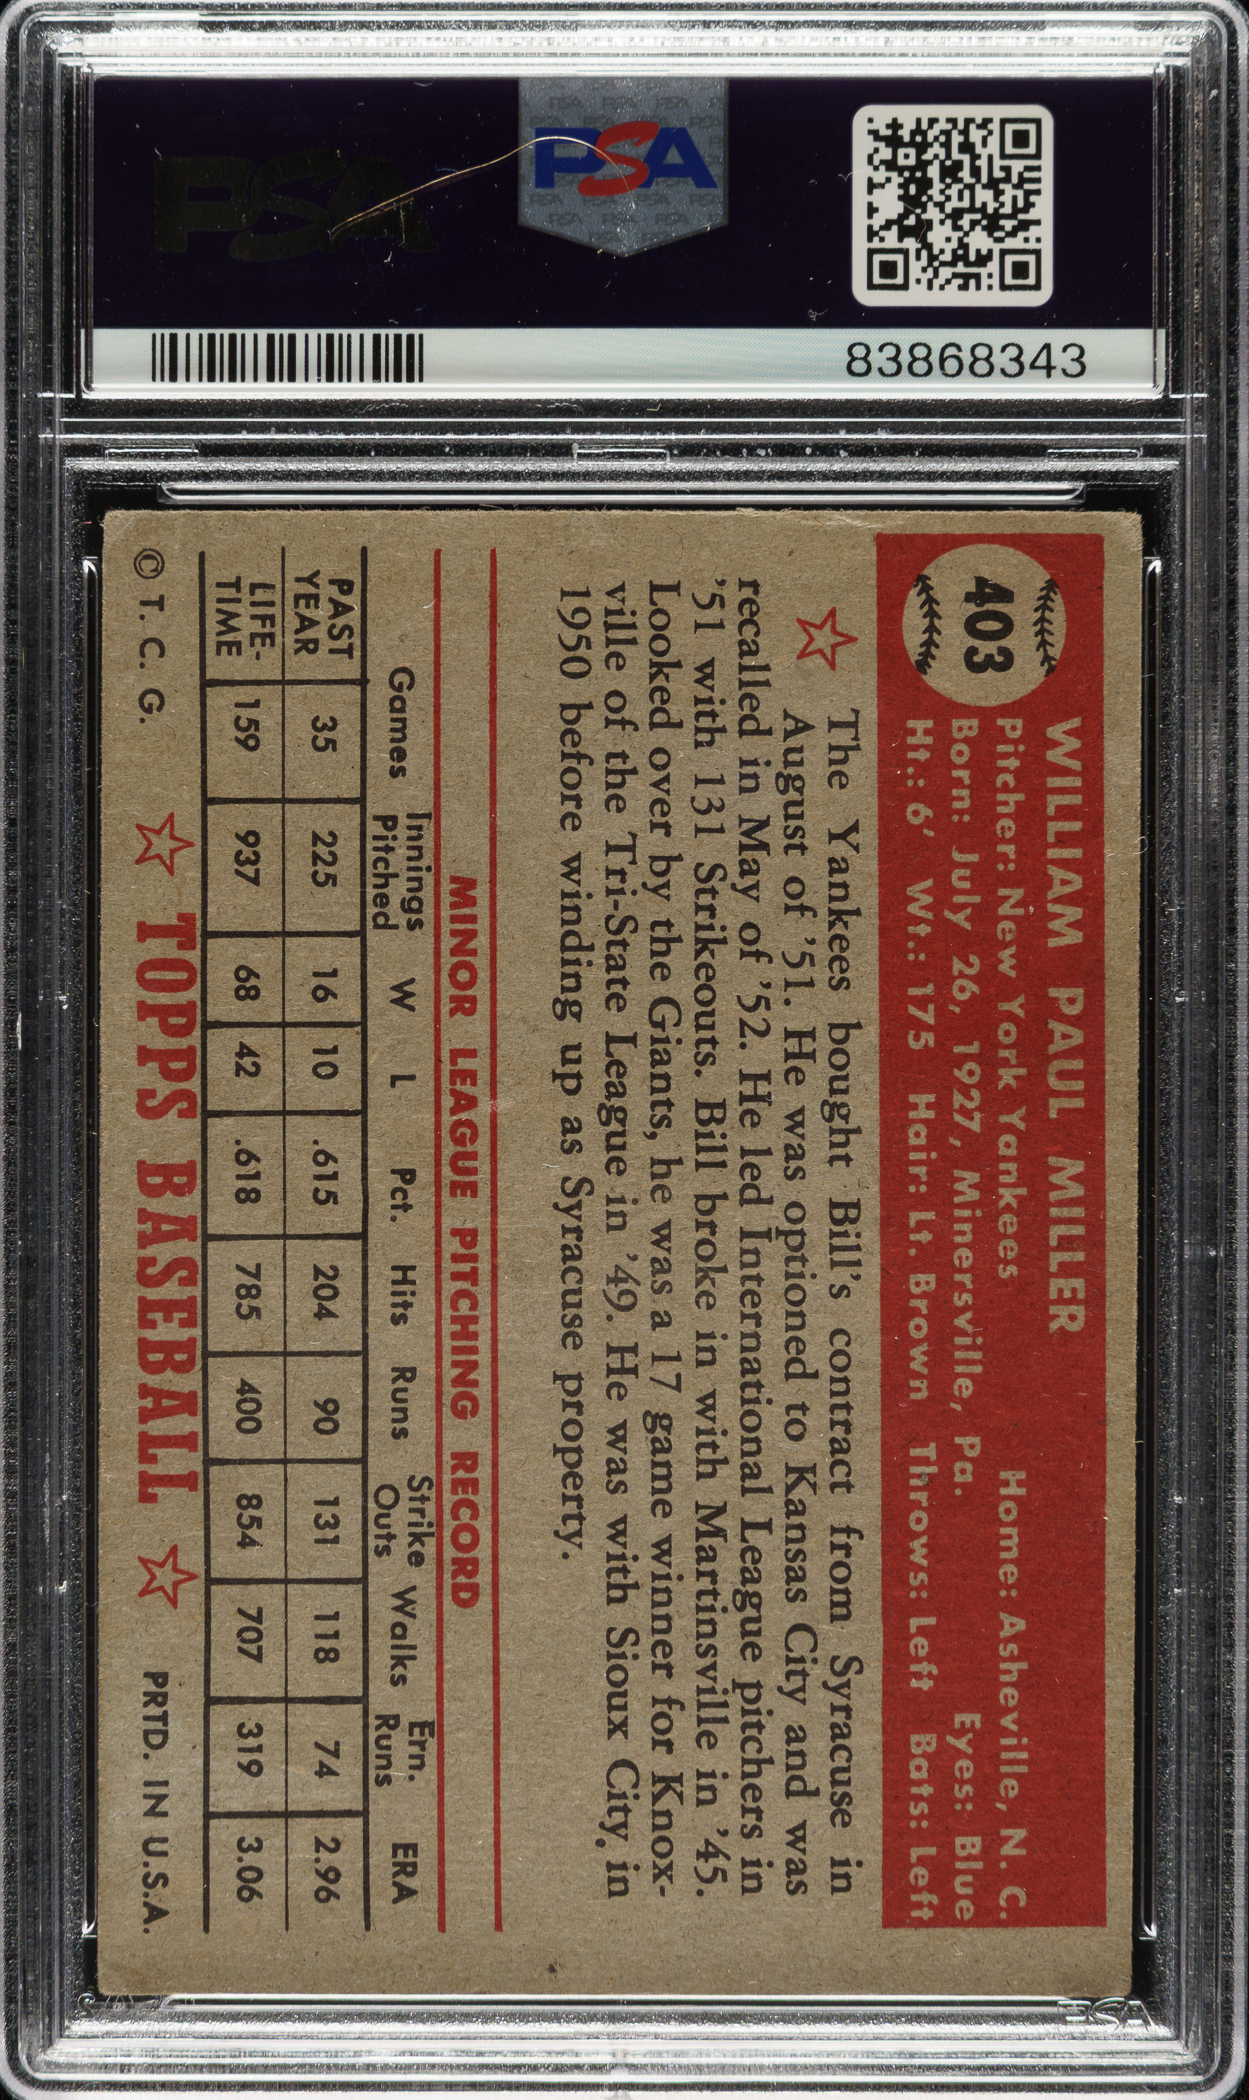 PSA
PSA
83868343
403
WILLIAM PAUL MILLER
Pitcher: New York Yankees Home: Asheville, N. C.
Born: July 26, 1927, Minersville, Pa. Eyes: Blue
Ht.: 6' Wt.: 175 Hair: Lt. Brown Throws: Left Bats: Left
The Yankees bought Bill's contract from Syracuse in
August of '51. He was optioned to Kansas City and was
recalled in May of '52. He led International League pitchers in
'51 with 131 Strikeouts. Bill broke in with Martinsville in '45.
Looked over by the Giants, he was a 17 game winner for Knox-
ville of the Tri-State League in '49. He was with Sioux City, in
1950 before winding up as Syracuse property.
MINOR LEAGUE PITCHING RECORD
Games Innings Pitched W L Pct. Hits Runs Strike Outs Walks Ern. Runs ERA
PAST YEAR 35 225 16 10 .615 204 90 131 118 74 2.96
LIFE- TIME 159 937 68 42 .618 785 400 854 707 319 3.06
© T. C. G. TOPPS BASEBALL PRTD. IN U.S.A.
PSA